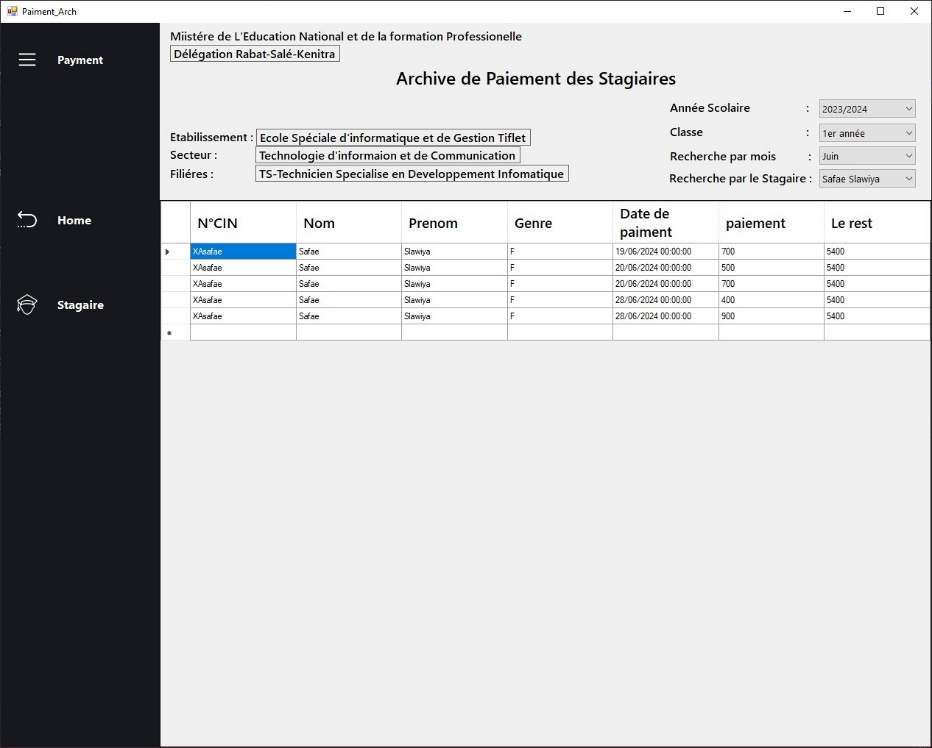 Paiment_Arch
Payment
Home
Stagaire
Miistére de L'Education National et de la formation Professionelle
Délégation Rabat-Salé-Kenitra
Archive de Paiement des Stagiaires
Année Scolaire : 2023/2024
Classe : 1er année
Recherche par mois : Juin
Recherche par le Stagaire : Safae Slawiya
Etabilissement : Ecole Spéciale d'informatique et de Gestion Tiflet
Secteur : Technologie d'informaion et de Communication
Filiéres : TS-Technicien Specialise en Developpement Infomatique
N°CIN Nom Prenom Genre Date de paiment paiement Le rest
XAsafae Safae Slawiya F 19/06/2024 00:00:00 700 5400
XAsafae Safae Slawiya F 20/06/2024 00:00:00 500 5400
XAsafae Safae Slawiya F 20/06/2024 00:00:00 700 5400
XAsafae Safae Slawiya F 28/06/2024 00:00:00 400 5400
XAsafae Safae Slawiya F 28/06/2024 00:00:00 900 5400